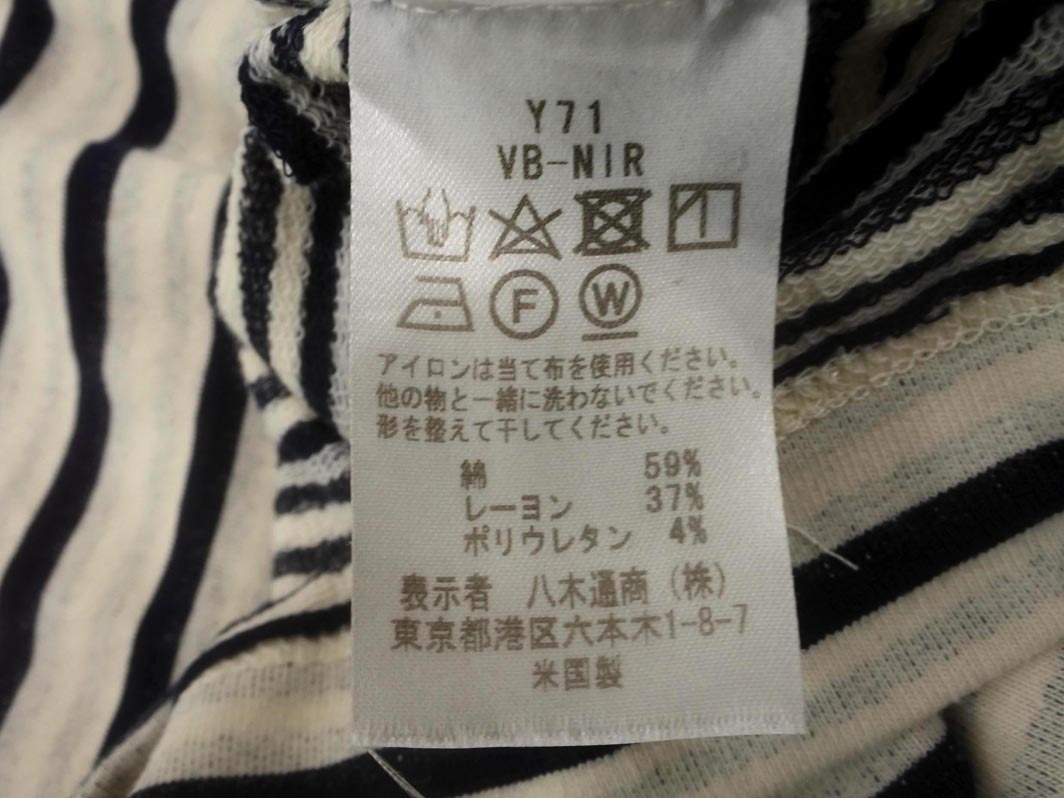 Y71
VB-NIR
F W
アイロンは当て布を使用ください。
他の物と一緒に洗わないでください。
形を整えて干してください。
綿 59%
レーヨン 37%
ポリウレタン 4%
表示者 八木通商(株)
東京都港区六本木1-8-7
米国製